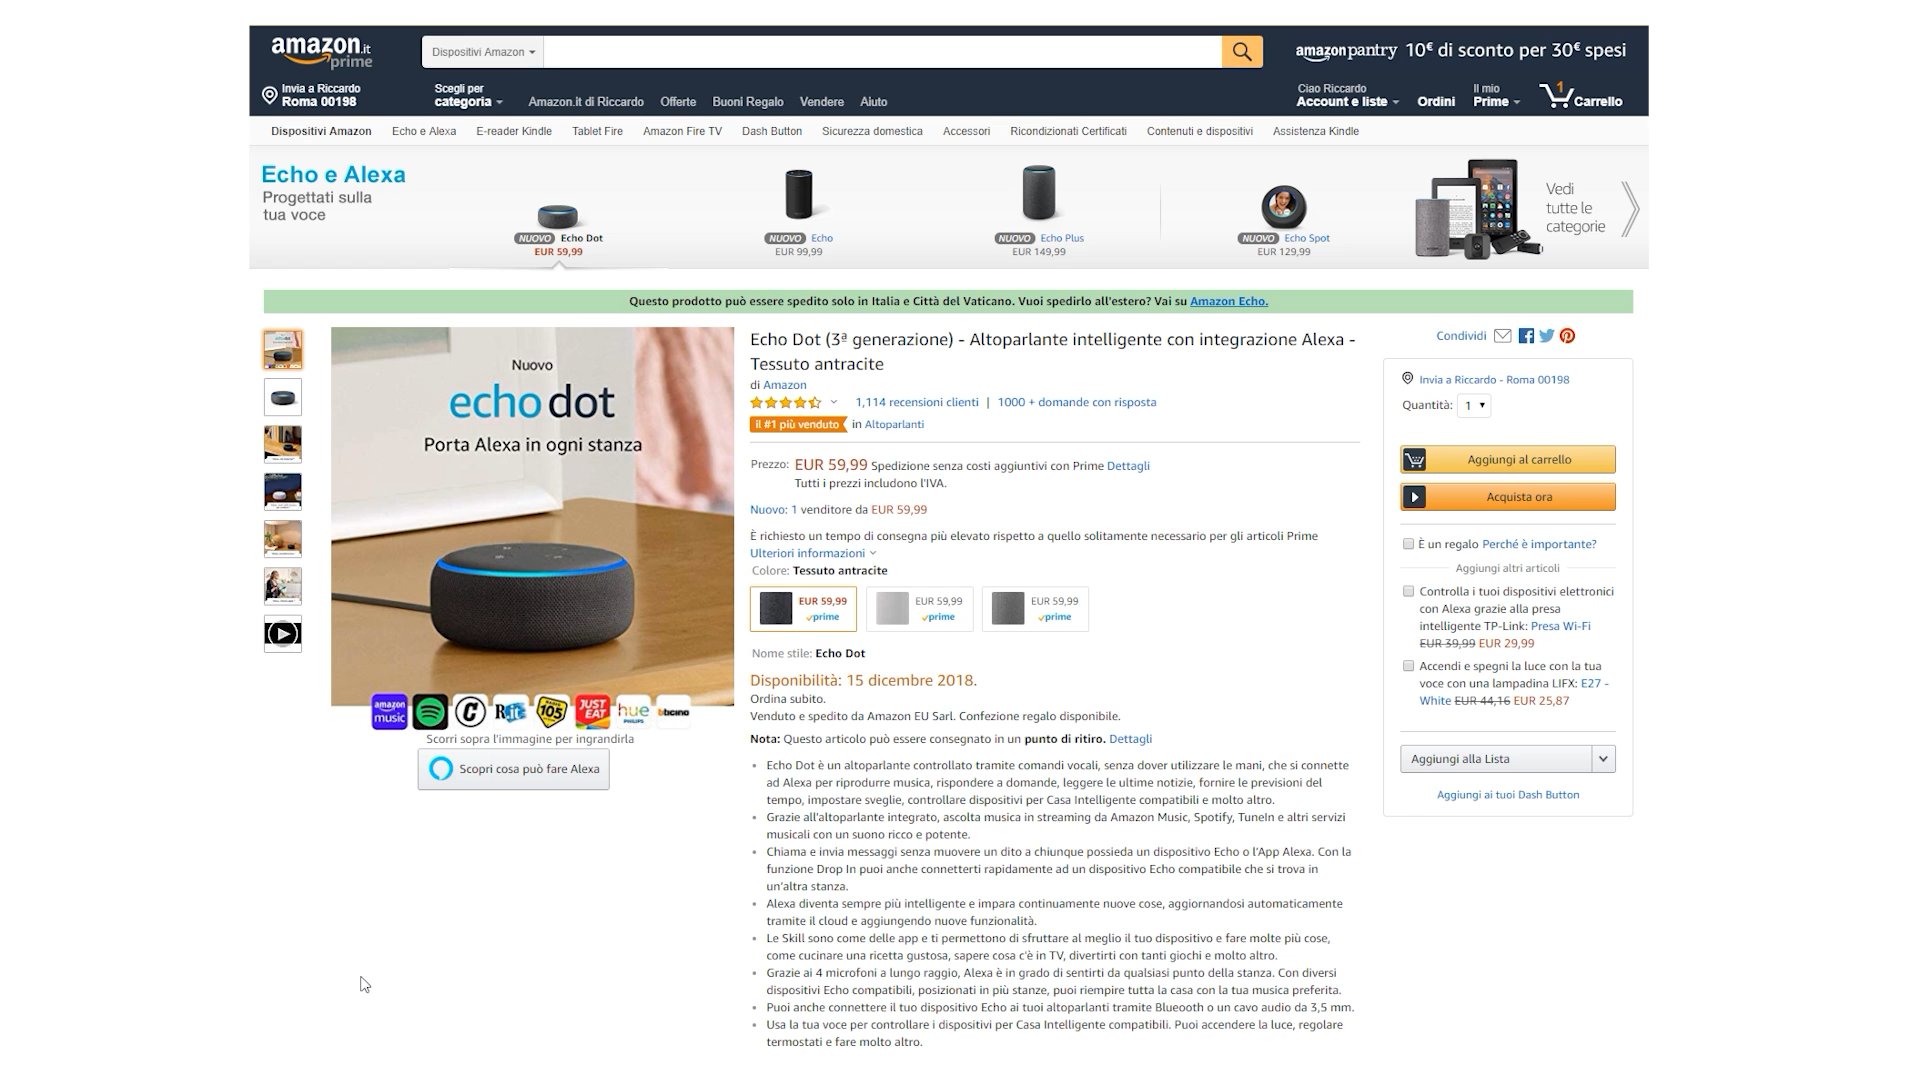 amazon.it
prime
Dispositivi Amazon
amazonpantry 10€ di sconto per 30€ spesi
Invia a Riccardo
Roma 00198
Scegli per
categoria
Amazon.it di Riccardo Offerte Buoni Regalo Vendere Aiuto
Ciao Riccardo
Account e liste
Ordini
Il mio
Prime
1
Carrello
Dispositivi Amazon Echo e Alexa E-reader Kindle Tablet Fire Amazon Fire TV Dash Button Sicurezza domestica Accessori Ricondizionati Certificati Contenuti e dispositivi Assistenza Kindle
Echo e Alexa
Progettati sulla
tua voce
NUOVO Echo Dot
EUR 59,99
NUOVO Echo
EUR 99,99
NUOVO Echo Plus
EUR 149,99
NUOVO Echo Spot
EUR 129,99
Vedi
tutte le
categorie
Questo prodotto può essere spedito solo in Italia e Città del Vaticano. Vuoi spedirlo all'estero? Vai su Amazon Echo.
Nuovo
echo dot
Porta Alexa in ogni stanza
amazon
music
RADIO
105
JUST
EAT
hue
PHILIPS
bticino
Scorri sopra l'immagine per ingrandirla
Scopri cosa può fare Alexa
Echo Dot (3ª generazione) - Altoparlante intelligente con integrazione Alexa -
Tessuto antracite
di Amazon
1,114 recensioni clienti | 1000 + domande con risposta
il #1 più venduto in Altoparlanti
Prezzo: EUR 59,99 Spedizione senza costi aggiuntivi con Prime Dettagli
Tutti i prezzi includono l'IVA.
Nuovo: 1 venditore da EUR 59,99
È richiesto un tempo di consegna più elevato rispetto a quello solitamente necessario per gli articoli Prime
Ulteriori informazioni
Colore: Tessuto antracite
EUR 59,99
prime
EUR 59,99
prime
EUR 59,99
prime
Nome stile: Echo Dot
Disponibilità: 15 dicembre 2018.
Ordina subito.
Venduto e spedito da Amazon EU Sarl. Confezione regalo disponibile.
Nota: Questo articolo può essere consegnato in un punto di ritiro. Dettagli
Echo Dot è un altoparlante controllato tramite comandi vocali, senza dover utilizzare le mani, che si connette
ad Alexa per riprodurre musica, rispondere a domande, leggere le ultime notizie, fornire le previsioni del
tempo, impostare sveglie, controllare dispositivi per Casa Intelligente compatibili e molto altro.
Grazie all'altoparlante integrato, ascolta musica in streaming da Amazon Music, Spotify, TuneIn e altri servizi
musicali con un suono ricco e potente.
Chiama e invia messaggi senza muovere un dito a chiunque possieda un dispositivo Echo o l'App Alexa. Con la
funzione Drop In puoi anche connetterti rapidamente ad un dispositivo Echo compatibile che si trova in
un'altra stanza.
Alexa diventa sempre più intelligente e impara continuamente nuove cose, aggiornandosi automaticamente
tramite il cloud e aggiungendo nuove funzionalità.
Le Skill sono come delle app e ti permettono di sfruttare al meglio il tuo dispositivo e fare molte più cose,
come cucinare una ricetta gustosa, sapere cosa c'è in TV, divertirti con tanti giochi e molto altro.
Grazie ai 4 microfoni a lungo raggio, Alexa è in grado di sentirti da qualsiasi punto della stanza. Con diversi
dispositivi Echo compatibili, posizionati in più stanze, puoi riempire tutta la casa con la tua musica preferita.
Puoi anche connettere il tuo dispositivo Echo ai tuoi altoparlanti tramite Blueooth o un cavo audio da 3,5 mm.
Usa la tua voce per controllare i dispositivi per Casa Intelligente compatibili. Puoi accendere la luce, regolare
termostati e fare molto altro.
Condividi
Invia a Riccardo - Roma 00198
Quantità: 1
Aggiungi al carrello
Acquista ora
È un regalo Perché è importante?
Aggiungi altri articoli
Controlla i tuoi dispositivi elettronici
con Alexa grazie alla presa
intelligente TP-Link: Presa Wi-Fi
EUR 39,99 EUR 29,99
Accendi e spegni la luce con la tua
voce con una lampadina LIFX: E27 -
White EUR 44,16 EUR 25,87
Aggiungi alla Lista
Aggiungi ai tuoi Dash Button